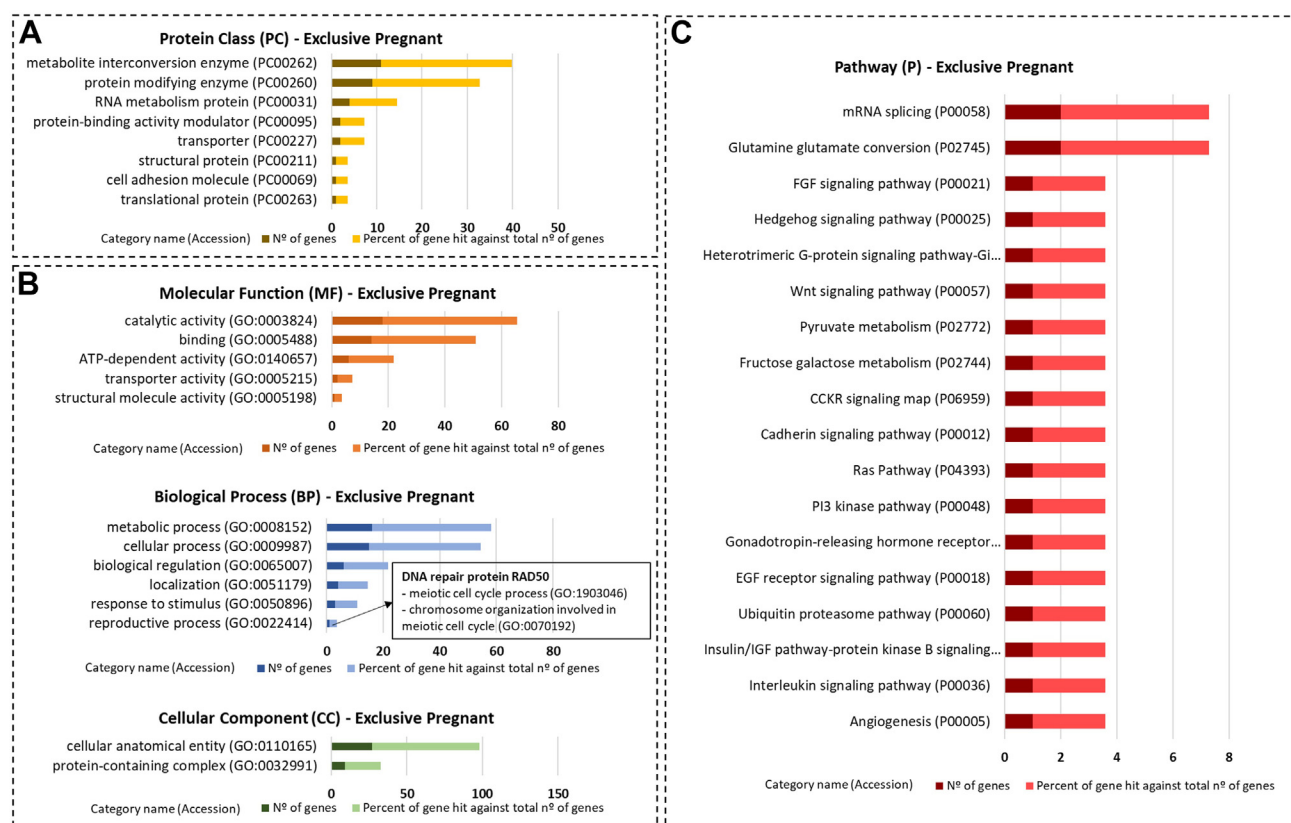 A
Protein Class (PC) - Exclusive Pregnant
metabolite interconversion enzyme (PC00262)
protein modifying enzyme (PC00260)
RNA metabolism protein (PC00031)
protein-binding activity modulator (PC00095)
transporter (PC00227)
structural protein (PC00211)
cell adhesion molecule (PC00069)
translational protein (PC00263)
0 10 20 30 40 50
Category name (Accession) Nº of genes Percent of gene hit against total nº of genes
B
Molecular Function (MF) - Exclusive Pregnant
catalytic activity (GO:0003824)
binding (GO:0005488)
ATP-dependent activity (GO:0140657)
transporter activity (GO:0005215)
structural molecule activity (GO:0005198)
0 20 40 60 80
Category name (Accession) Nº of genes Percent of gene hit against total nº of genes
Biological Process (BP) - Exclusive Pregnant
metabolic process (GO:0008152)
cellular process (GO:0009987)
biological regulation (GO:0065007)
localization (GO:0051179)
response to stimulus (GO:0050896)
reproductive process (GO:0022414)
DNA repair protein RAD50
- meiotic cell cycle process (GO:1903046)
- chromosome organization involved in
meiotic cell cycle (GO:0070192)
0 20 40 60 80
Category name (Accession) Nº of genes Percent of gene hit against total nº of genes
Cellular Component (CC) - Exclusive Pregnant
cellular anatomical entity (GO:0110165)
protein-containing complex (GO:0032991)
0 50 100 150
Category name (Accession) Nº of genes Percent of gene hit against total nº of genes
C
Pathway (P) - Exclusive Pregnant
mRNA splicing (P00058)
Glutamine glutamate conversion (P02745)
FGF signaling pathway (P00021)
Hedgehog signaling pathway (P00025)
Heterotrimeric G-protein signaling pathway-Gi...
Wnt signaling pathway (P00057)
Pyruvate metabolism (P02772)
Fructose galactose metabolism (P02744)
CCKR signaling map (P06959)
Cadherin signaling pathway (P00012)
Ras Pathway (P04393)
PI3 kinase pathway (P00048)
Gonadotropin-releasing hormone receptor...
EGF receptor signaling pathway (P00018)
Ubiquitin proteasome pathway (P00060)
Insulin/IGF pathway-protein kinase B signaling...
Interleukin signaling pathway (P00036)
Angiogenesis (P00005)
0 2 4 6 8
Category name (Accession) Nº of genes Percent of gene hit against total nº of genes